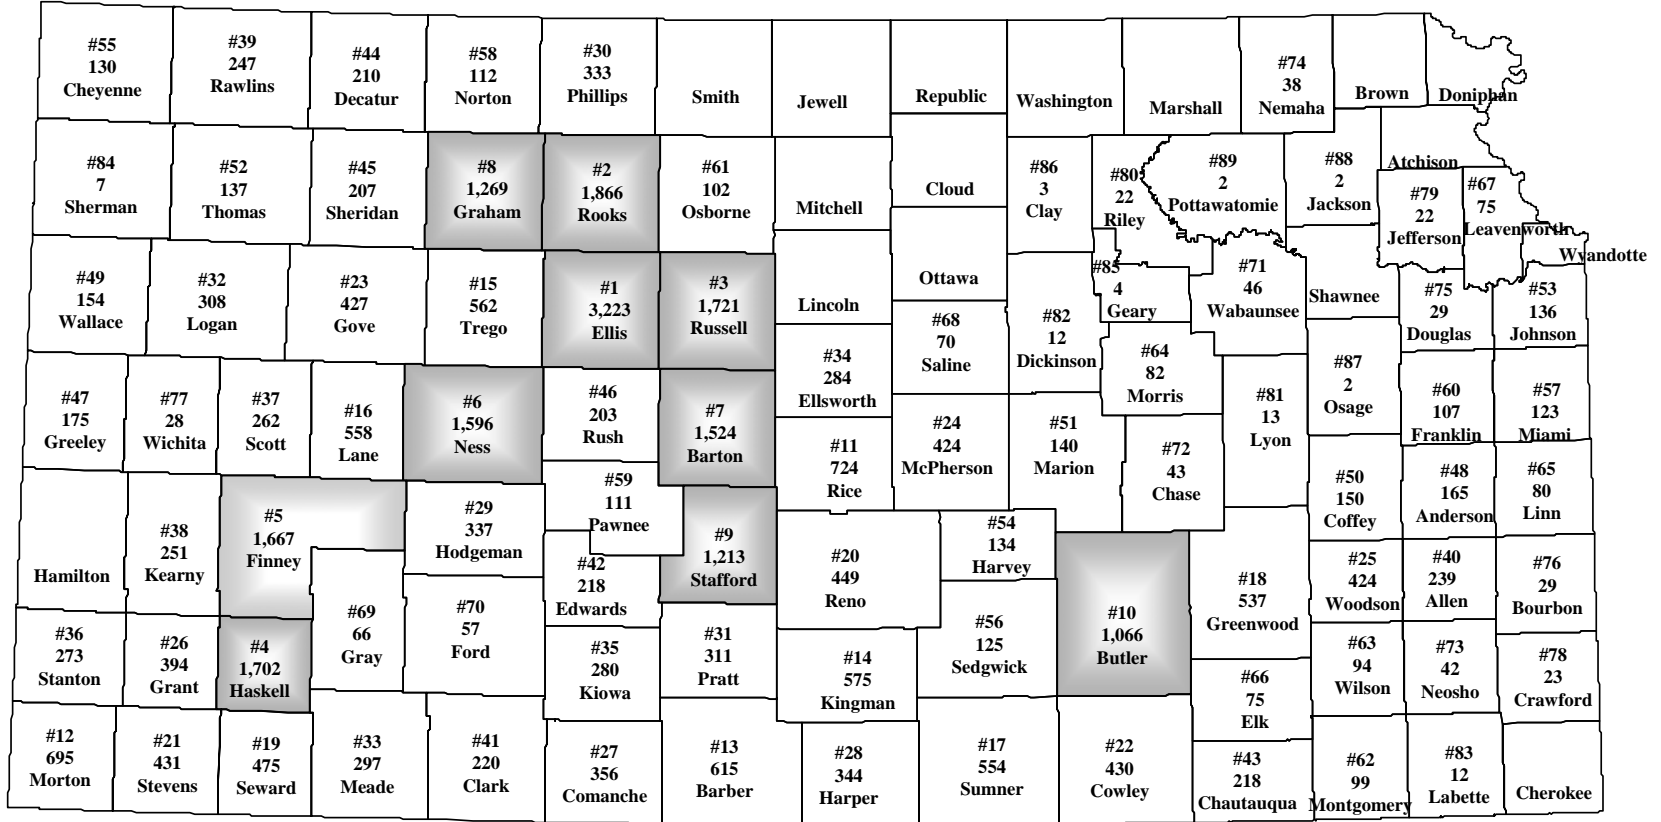 #55
130
Cheyenne
#39
247
Rawlins
#44
210
Decatur
#58
112
Norton
#30
333
Phillips
Smith
Jewell
Republic
Washington
Marshall
#74
38
Nemaha
Brown
Doniphan
#84
7
Sherman
#52
137
Thomas
#45
207
Sheridan
#8
1,269
Graham
#2
1,866
Rooks
#61
102
Osborne
Mitchell
Cloud
#86
3
Clay
#80
22
Riley
#89
2
Pottawatomie
#88
2
Jackson
Atchison
#79
22
Jefferson
#67
75
Leavenworth
Wyandotte
#49
154
Wallace
#32
308
Logan
#23
427
Gove
#15
562
Trego
#1
3,223
Ellis
#3
1,721
Russell
Lincoln
Ottawa
#68
70
Saline
#82
12
Dickinson
#85
4
Geary
#71
46
Wabaunsee
Shawnee
#75
29
Douglas
#53
136
Johnson
#47
175
Greeley
#77
28
Wichita
#37
262
Scott
#16
558
Lane
#6
1,596
Ness
#46
203
Rush
#7
1,524
Barton
#34
284
Ellsworth
#11
724
Rice
#24
424
McPherson
#51
140
Marion
#64
82
Morris
#72
43
Chase
#81
13
Lyon
#87
2
Osage
#60
107
Franklin
#57
123
Miami
Hamilton
#38
251
Kearny
#5
1,667
Finney
#29
337
Hodgeman
#59
111
Pawnee
#9
1,213
Stafford
#20
449
Reno
#54
134
Harvey
#50
150
Coffey
#48
165
Anderson
#65
80
Linn
#36
273
Stanton
#26
394
Grant
#4
1,702
Haskell
#69
66
Gray
#70
57
Ford
#42
218
Edwards
#35
280
Kiowa
#31
311
Pratt
#14
575
Kingman
#56
125
Sedgwick
#10
1,066
Butler
#18
537
Greenwood
#25
424
Woodson
#40
239
Allen
#76
29
Bourbon
#66
75
Elk
#63
94
Wilson
#73
42
Neosho
#78
23
Crawford
#12
695
Morton
#21
431
Stevens
#19
475
Seward
#33
297
Meade
#41
220
Clark
#27
356
Comanche
#13
615
Barber
#28
344
Harper
#17
554
Sumner
#22
430
Cowley
#43
218
Chautauqua
#62
99
Montgomery
#83
12
Labette
Cherokee